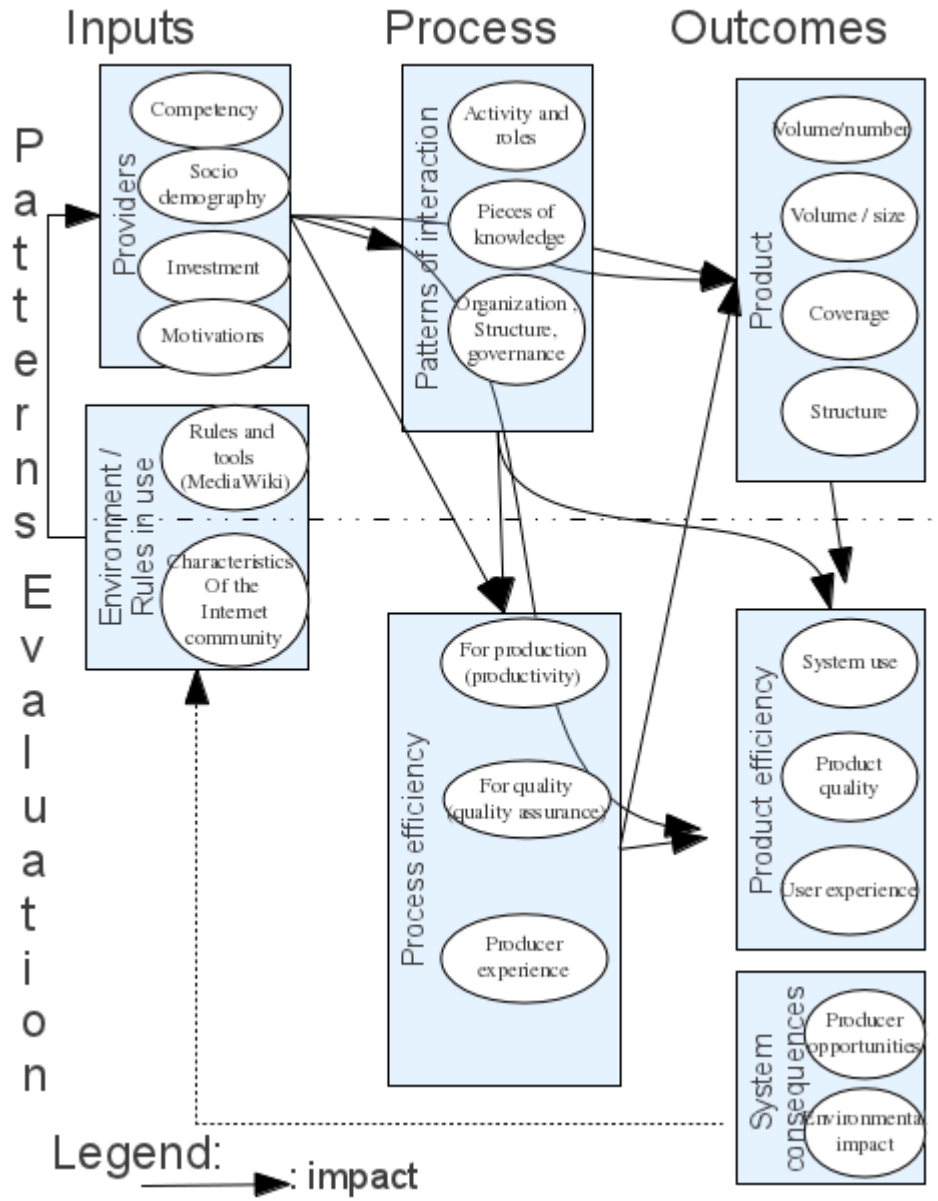 Inputs
Process
Outcomes
Patterns
Evaluation
Providers
Competency
Socio
demography
Investment
Motivations
Environment /
Rules in use
Rules and
tools
(MediaWiki)
Characteristics
Of the
Internet
community
Patterns of interaction
Activity and
roles
Pieces of
knowledge
Organization ,
Structure,
governance
Process efficiency
For production
(productivity)
For quality
(quality assurance)
Producer
experience
Product
Volume/number
Volume / size
Coverage
Structure
Product efficiency
System use
Product
quality
User experience
System
consequences
Producer
opportunities
Environmental
impact
Legend:
: impact